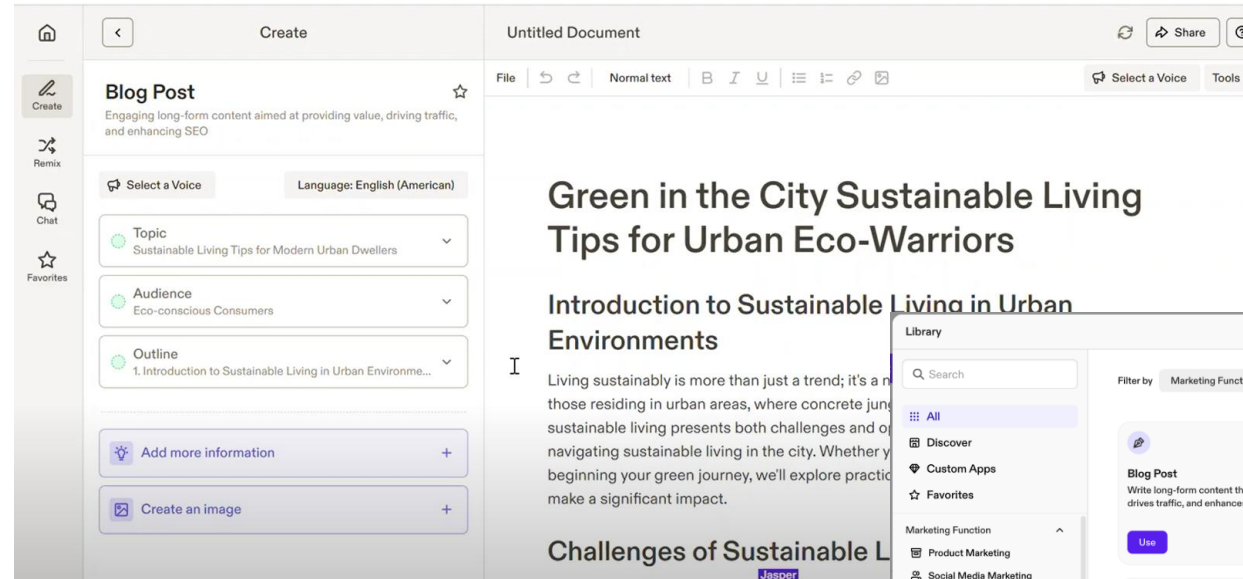 Create
Untitled Document
Share
File
Normal text
B I U
Select a Voice
Tools
Create
Remix
Chat
Favorites
Blog Post
Engaging long-form content aimed at providing value, driving traffic,
and enhancing SEO
Select a Voice
Language: English (American)
Topic
Sustainable Living Tips for Modern Urban Dwellers
Audience
Eco-conscious Consumers
Outline
1. Introduction to Sustainable Living in Urban Environme...
Add more information
Create an image
Green in the City Sustainable Living
Tips for Urban Eco-Warriors
Introduction to Sustainable Living in Urban
Environments
Living sustainably is more than just a trend; it's a n
those residing in urban areas, where concrete jung
sustainable living presents both challenges and op
navigating sustainable living in the city. Whether y
beginning your green journey, we'll explore practic
make a significant impact.
Challenges of Sustainable L
Jasper
Library
Search
All
Discover
Custom Apps
Favorites
Marketing Function
Product Marketing
Social Media Marketing
Filter by
Marketing Funct
Blog Post
Write long-form content th
drives traffic, and enhance
Use